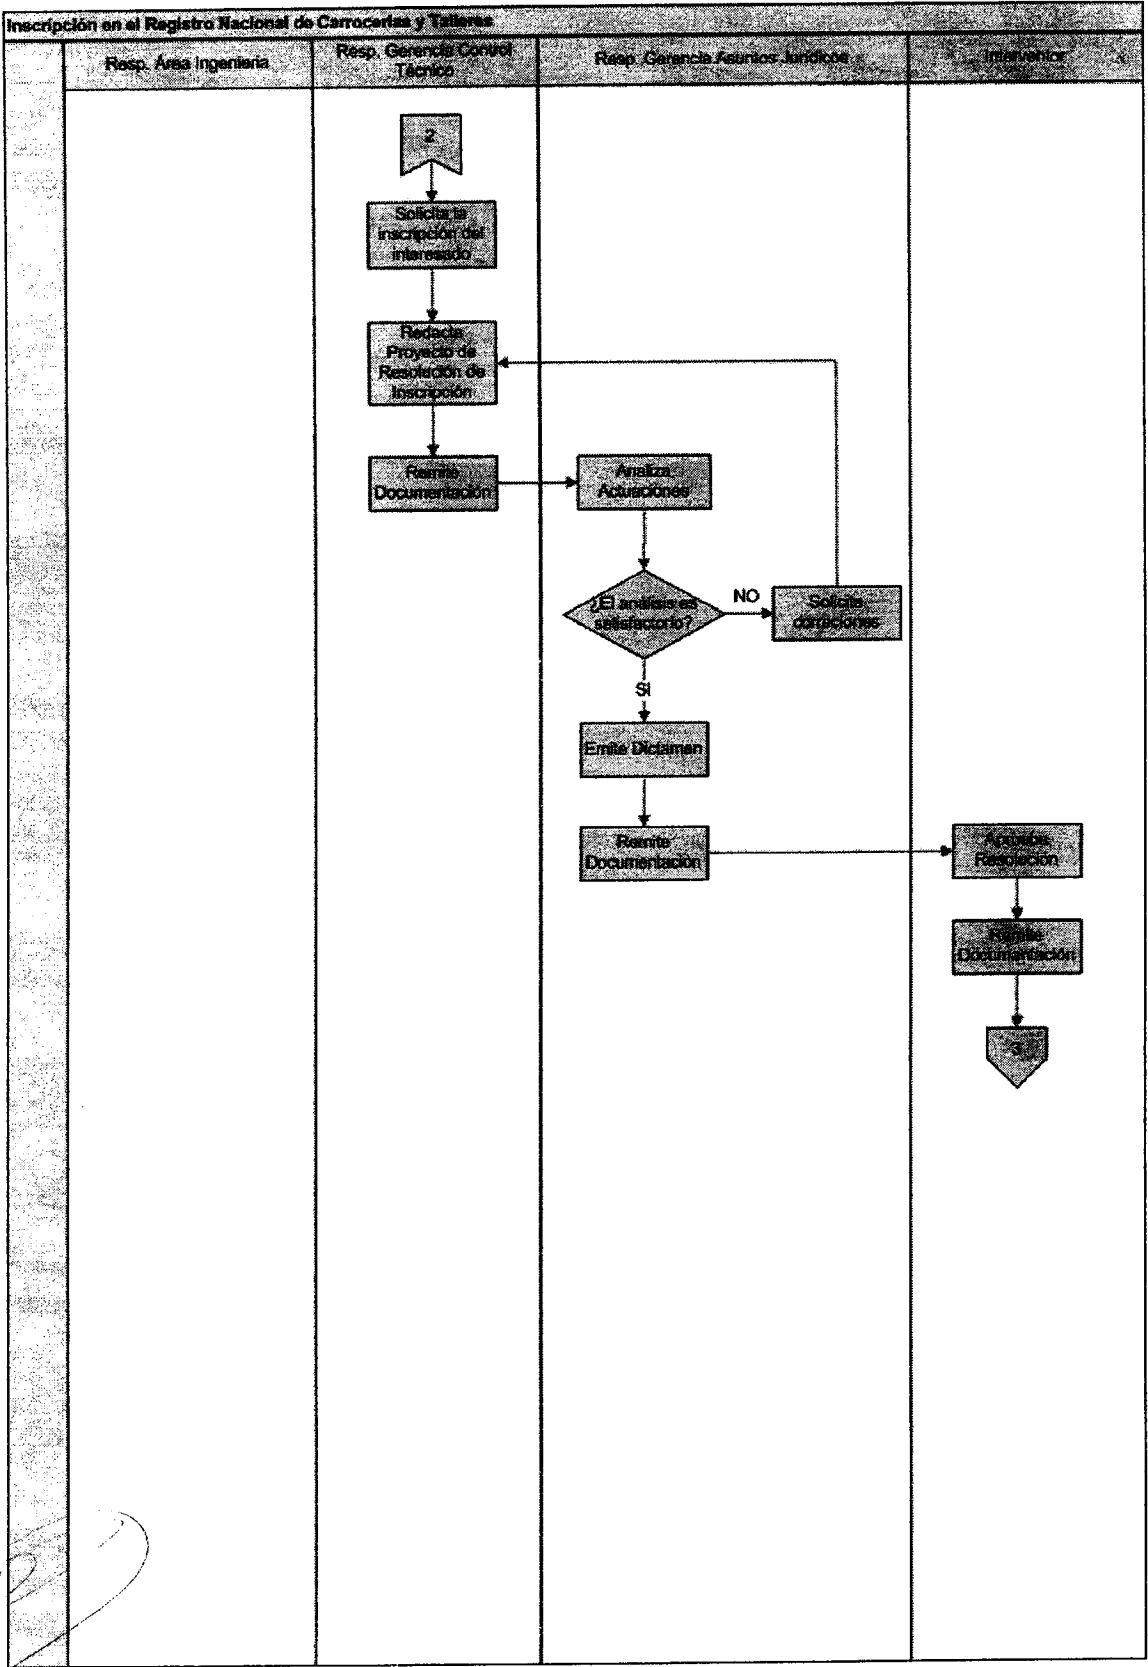 Inscripción en el Registro Nacional de Carrocerías y Talleres
Resp. Área Ingeniería
Resp. Gerencia Control
Técnico
Resp. Gerencia Asuntos Jurídicos
Interventor
2
Solicita la
inscripción del
interesado
Redacta
Proyecto de
Resolución de
Inscripción
Remite
Documentación
Analiza
Actuaciones
¿El análisis es
satisfactorio?
NO
Solicita
correciones
SI
Emite Dictamen
Remite
Documentación
Aprueba
Resolución
Remite
Documentación
3